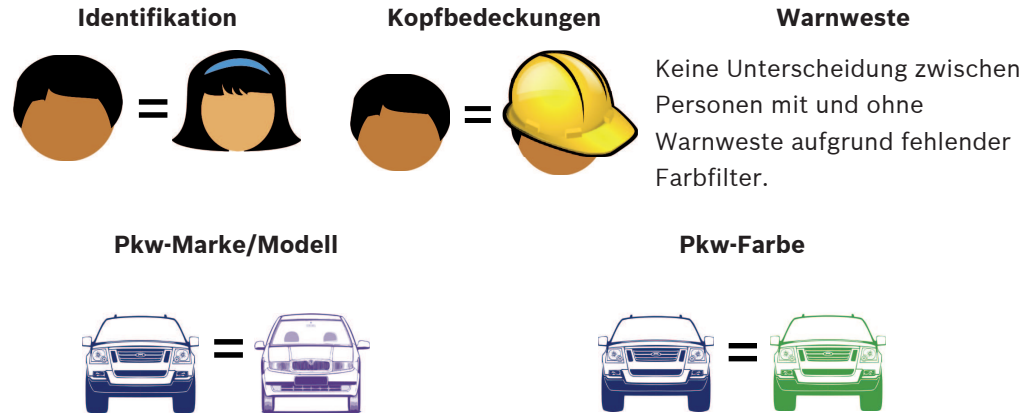 Identifikation
Kopfbedeckungen
Warnweste
=
=
Keine Unterscheidung zwischen
Personen mit und ohne
Warnweste aufgrund fehlender
Farbfilter.
Pkw-Marke/Modell
Pkw-Farbe
=
=